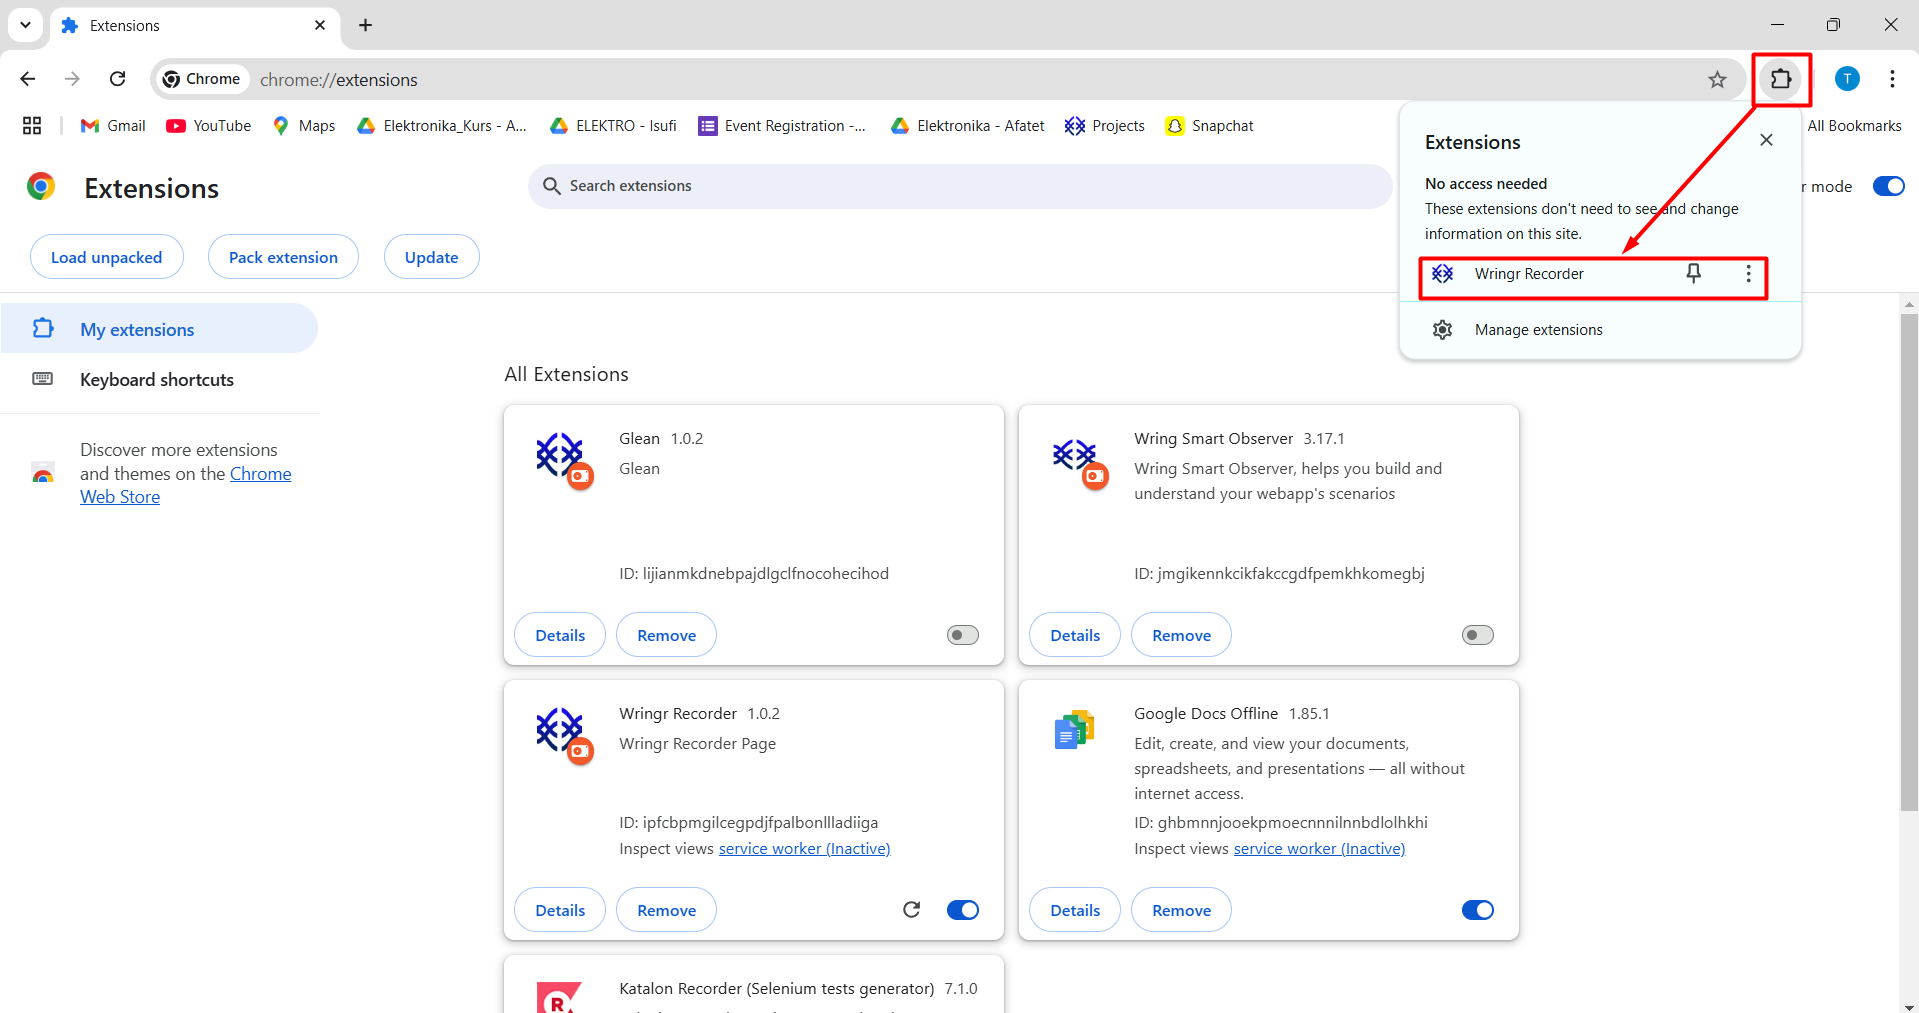 Extensions
Chrome
chrome://extensions
T
Gmail
YouTube
Maps
Elektronika_Kurs - A...
ELEKTRO - Isufi
Event Registration -...
Elektronika - Afatet
Projects
Snapchat
All Bookmarks
Extensions
Search extensions
r mode
Extensions
No access needed
These extensions don't need to see and change
information on this site.
Wringr Recorder
Manage extensions
Load unpacked
Pack extension
Update
My extensions
Keyboard shortcuts
Discover more extensions
and themes on the Chrome
Web Store
All Extensions
Glean 1.0.2
Glean
ID: lijianmkdnebpajdlgclfnocohecihod
Details
Remove
Wring Smart Observer 3.17.1
Wring Smart Observer, helps you build and
understand your webapp's scenarios
ID: jmgikennkcikfakccgdfpemkhkomegbj
Details
Remove
Wringr Recorder 1.0.2
Wringr Recorder Page
ID: ipfcbpmgilcegpdjfpalbonllladiiga
Inspect views service worker (Inactive)
Details
Remove
Google Docs Offline 1.85.1
Edit, create, and view your documents,
spreadsheets, and presentations — all without
internet access.
ID: ghbmnnjooekpmoecnnnilnnbdlolhkhi
Inspect views service worker (Inactive)
Details
Remove
R
Katalon Recorder (Selenium tests generator) 7.1.0